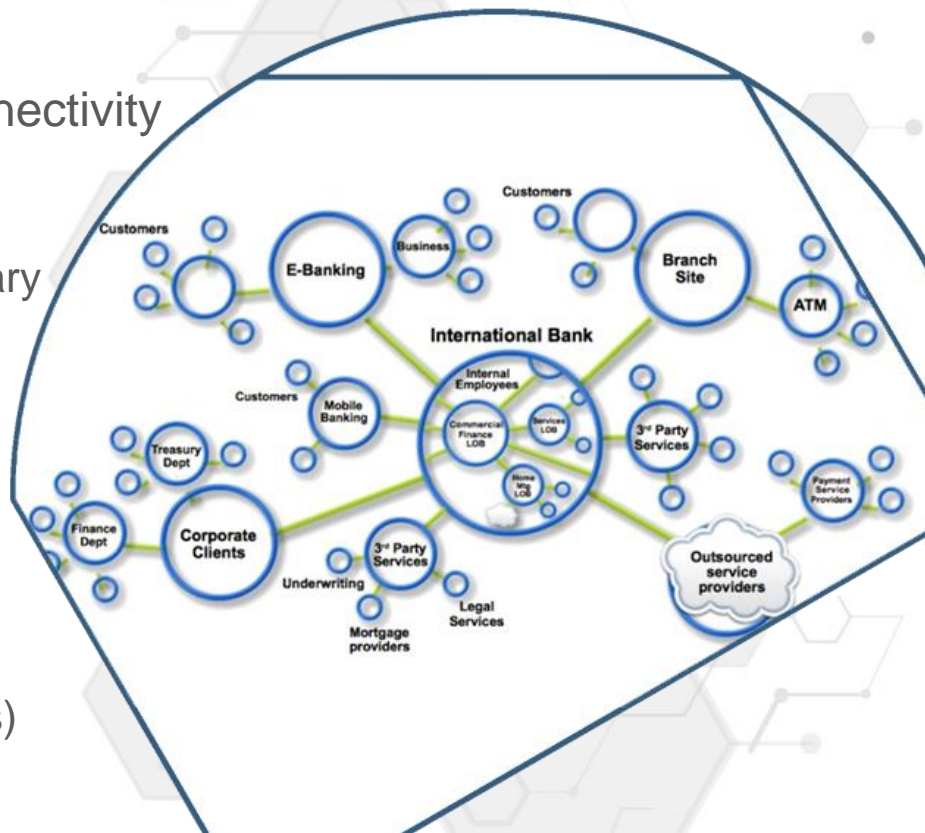 nectivity
ary
s)
Customers
E-Banking
Business
Customers
Branch
Site
ATM
International Bank
Internal
Employees
Customers
Mobile
Banking
Commercial
Finance
LOB
Services
LOB
3rd Party
Services
Home
Mtg
LOB
Treasury
Dept
Finance
Dept
Corporate
Clients
3rd Party
Services
Underwriting
Mortgage
providers
Legal
Services
Payment
Service
Providers
Outsourced
service
providers